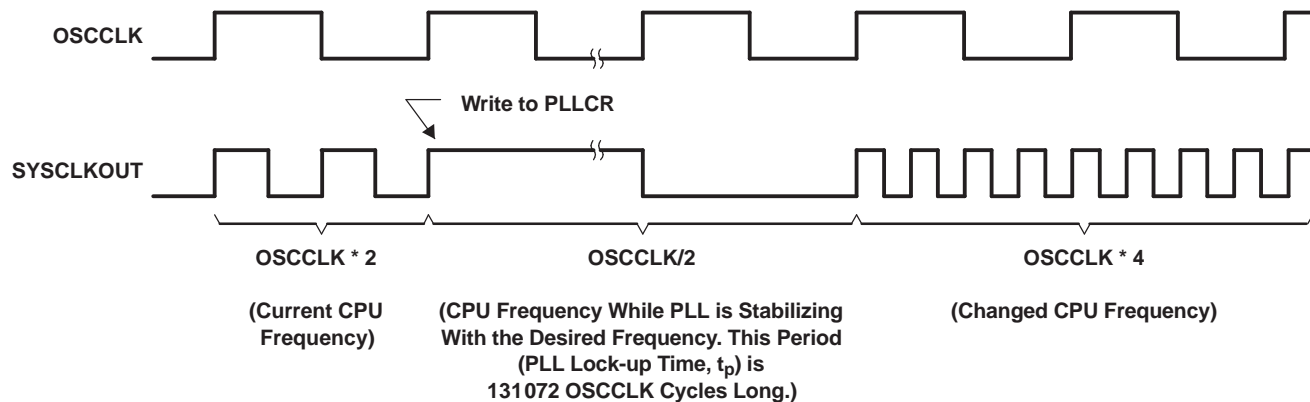 OSCCLK
Write to PLLCR
SYSCLKOUT
OSCCLK * 2
(Current CPU
Frequency)
OSCCLK/2
(CPU Frequency While PLL is Stabilizing
With the Desired Frequency. This Period
(PLL Lock-up Time, tp) is
131072 OSCCLK Cycles Long.)
OSCCLK * 4
(Changed CPU Frequency)